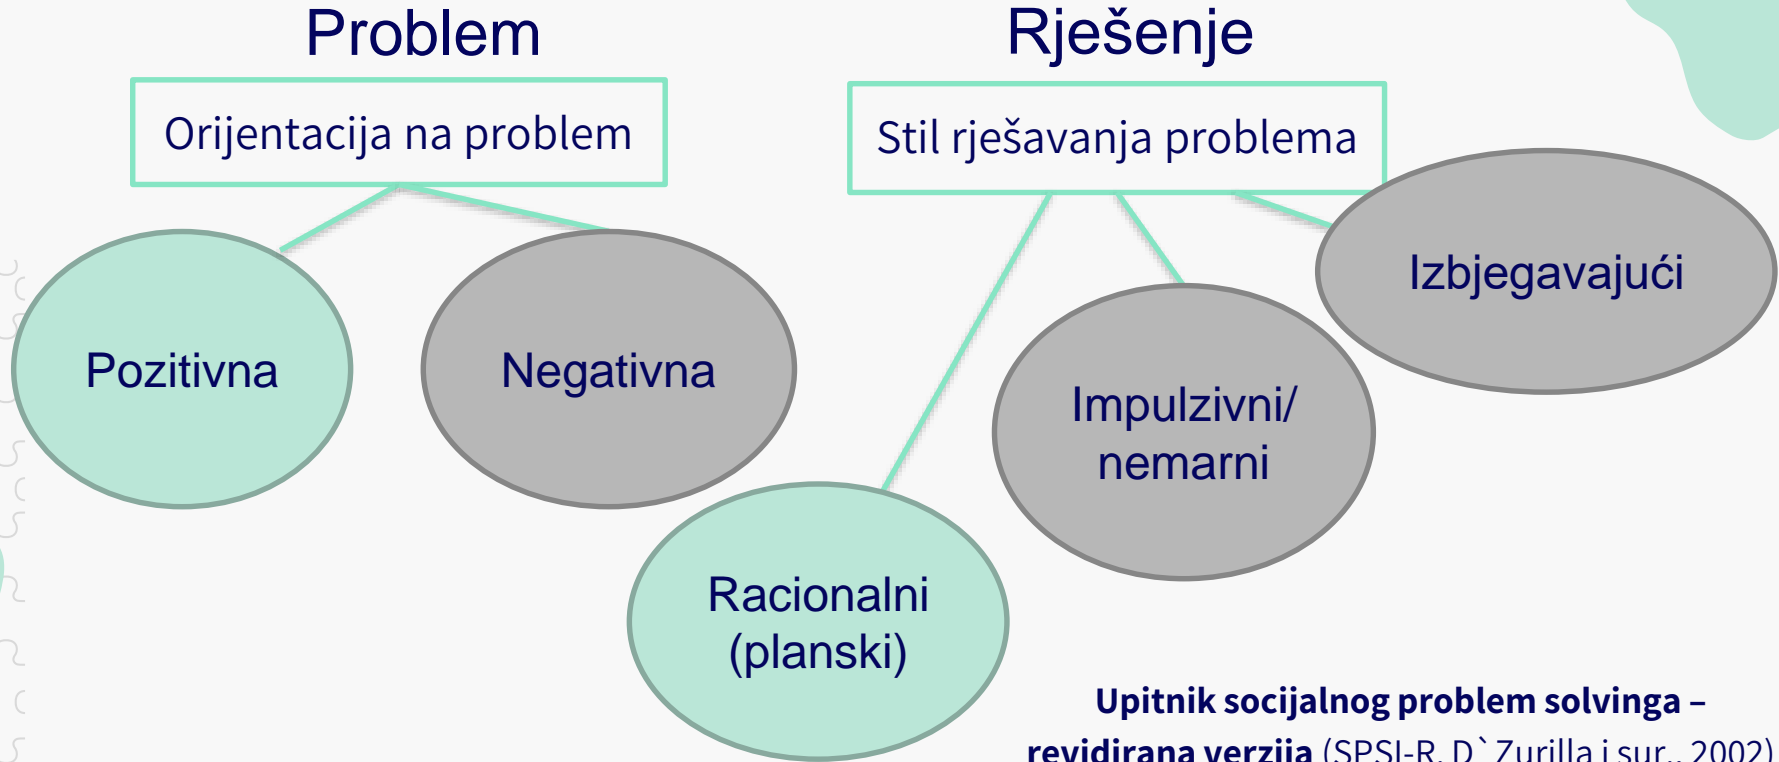 Problem
Orijentacija na problem
Pozitivna
Negativna
Rješenje
Stil rješavanja problema
Racionalni
(planski)
Impulzivni/
nemarni
Izbjegavajući
Upitnik socijalnog problem solvinga –
revidirana verzija (SPSI-R, D`Zurilla i sur., 2002)